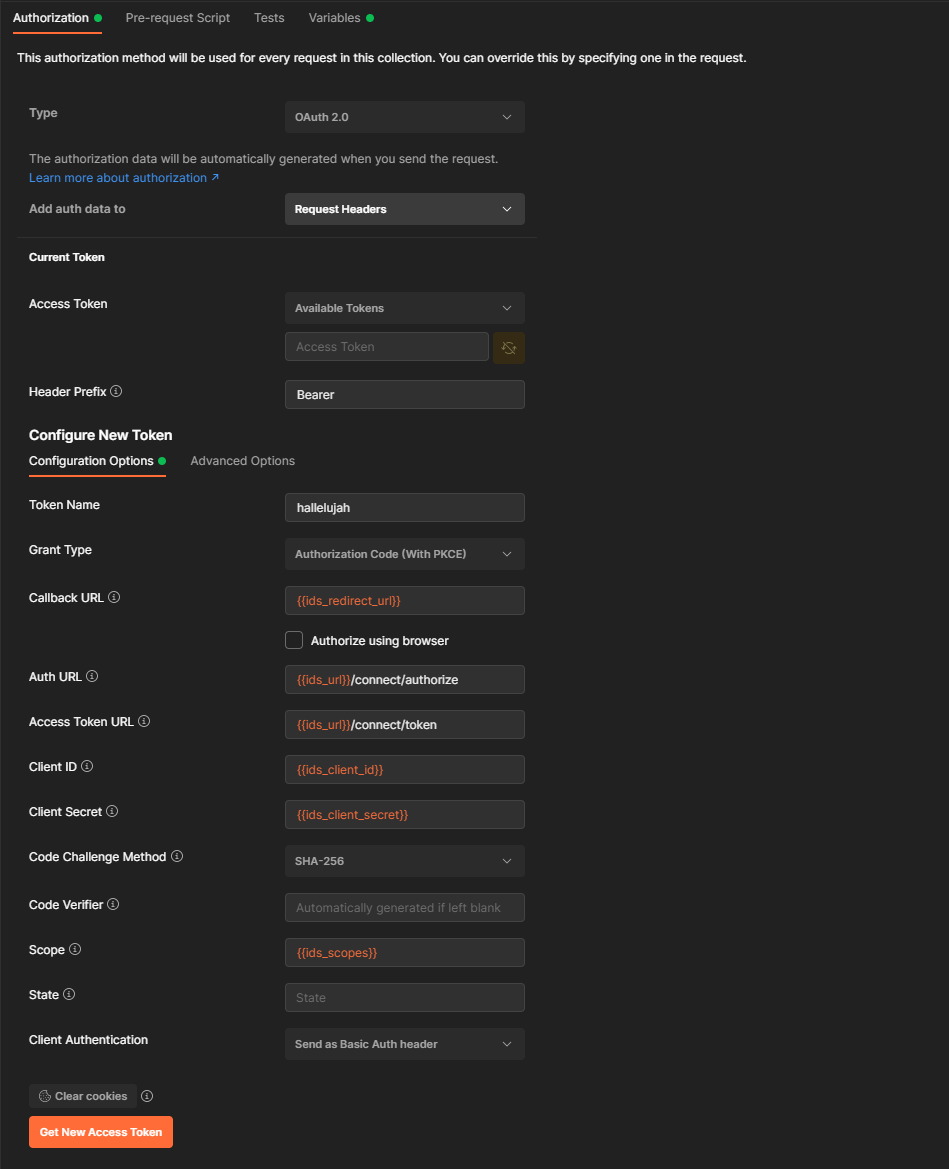 Authorization Pre-request Script Tests Variables
This authorization method will be used for every request in this collection. You can override this by specifying one in the request.
Type OAuth 2.0
The authorization data will be automatically generated when you send the request.
Learn more about authorization ↗
Add auth data to Request Headers
Current Token
Access Token Available Tokens
Access Token
Header Prefix Bearer
Configure New Token
Configuration Options Advanced Options
Token Name hallelujah
Grant Type Authorization Code (With PKCE)
Callback URL {{ids_redirect_url}}
Authorize using browser
Auth URL {{ids_url}}/connect/authorize
Access Token URL {{ids_url}}/connect/token
Client ID {{ids_client_id}}
Client Secret {{ids_client_secret}}
Code Challenge Method SHA-256
Code Verifier Automatically generated if left blank
Scope {{ids_scopes}}
State State
Client Authentication Send as Basic Auth header
Clear cookies
Get New Access Token